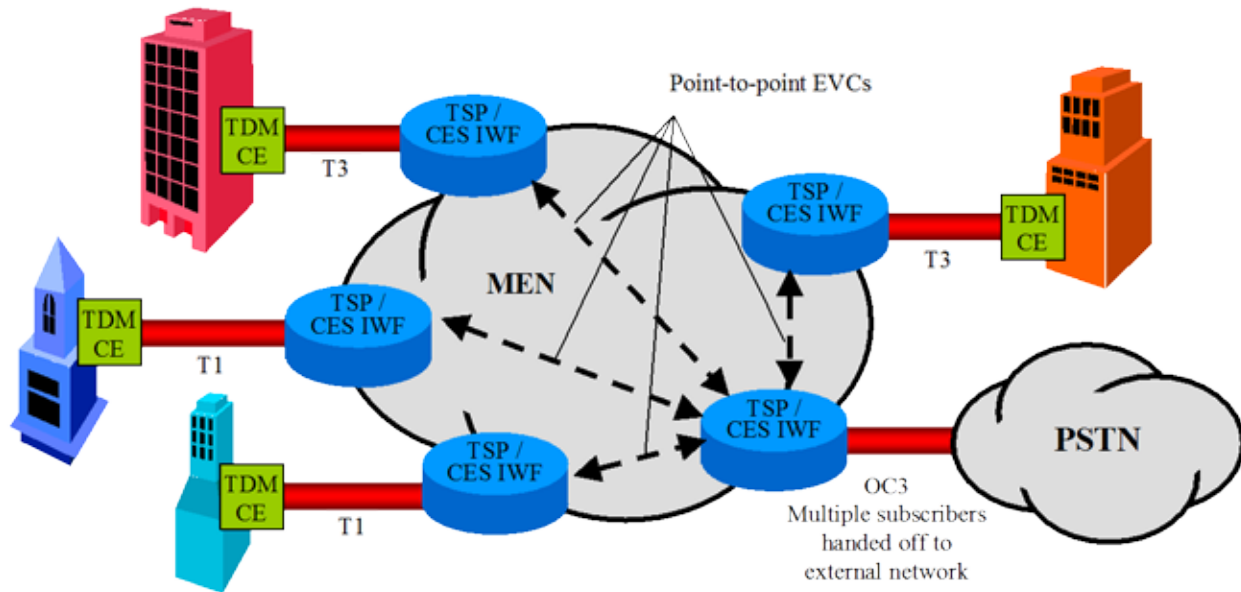 Point-to-point EVCs
TSP /
CES IWF
TDM
CE
T3
TSP /
CES IWF
TDM
CE
T3
MEN
TSP /
CES IWF
TDM
CE
T1
TSP /
CES IWF
PSTN
TSP /
CES IWF
TDM
CE
T1
OC3
Multiple subscribers
handed off to
external network